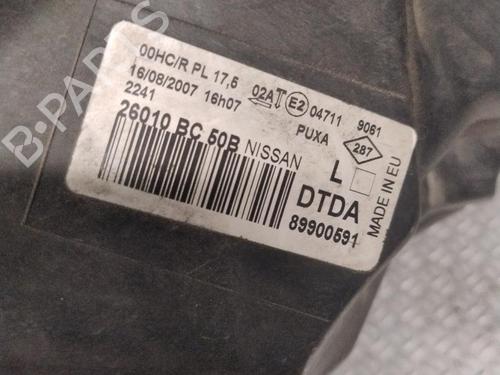 00HC/R PL 17,5
02A E2 04711
16/08/2007 16h07
2241
PUXA
9061
287
26010 BC 50B NISSAN
L
DTDA
89900591
MADE IN EU
B-PARTS